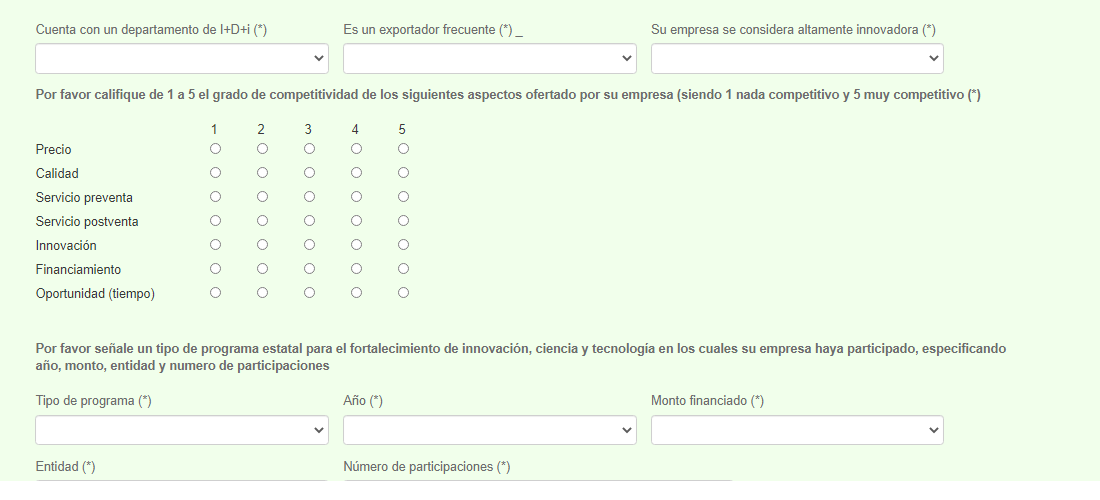 Cuenta con un departamento de I+D+i (*) Es un exportador frecuente (*) _ Su empresa se considera altamente innovadora (*)
Por favor califique de 1 a 5 el grado de competitividad de los siguientes aspectos ofertado por su empresa (siendo 1 nada competitivo y 5 muy competitivo (*)
1 2 3 4 5
Precio
Calidad
Servicio preventa
Servicio postventa
Innovación
Financiamiento
Oportunidad (tiempo)
Por favor señale un tipo de programa estatal para el fortalecimiento de innovación, ciencia y tecnología en los cuales su empresa haya participado, especificando
año, monto, entidad y numero de participaciones
Tipo de programa (*) Año (*) Monto financiado (*)
Entidad (*) Número de participaciones (*)